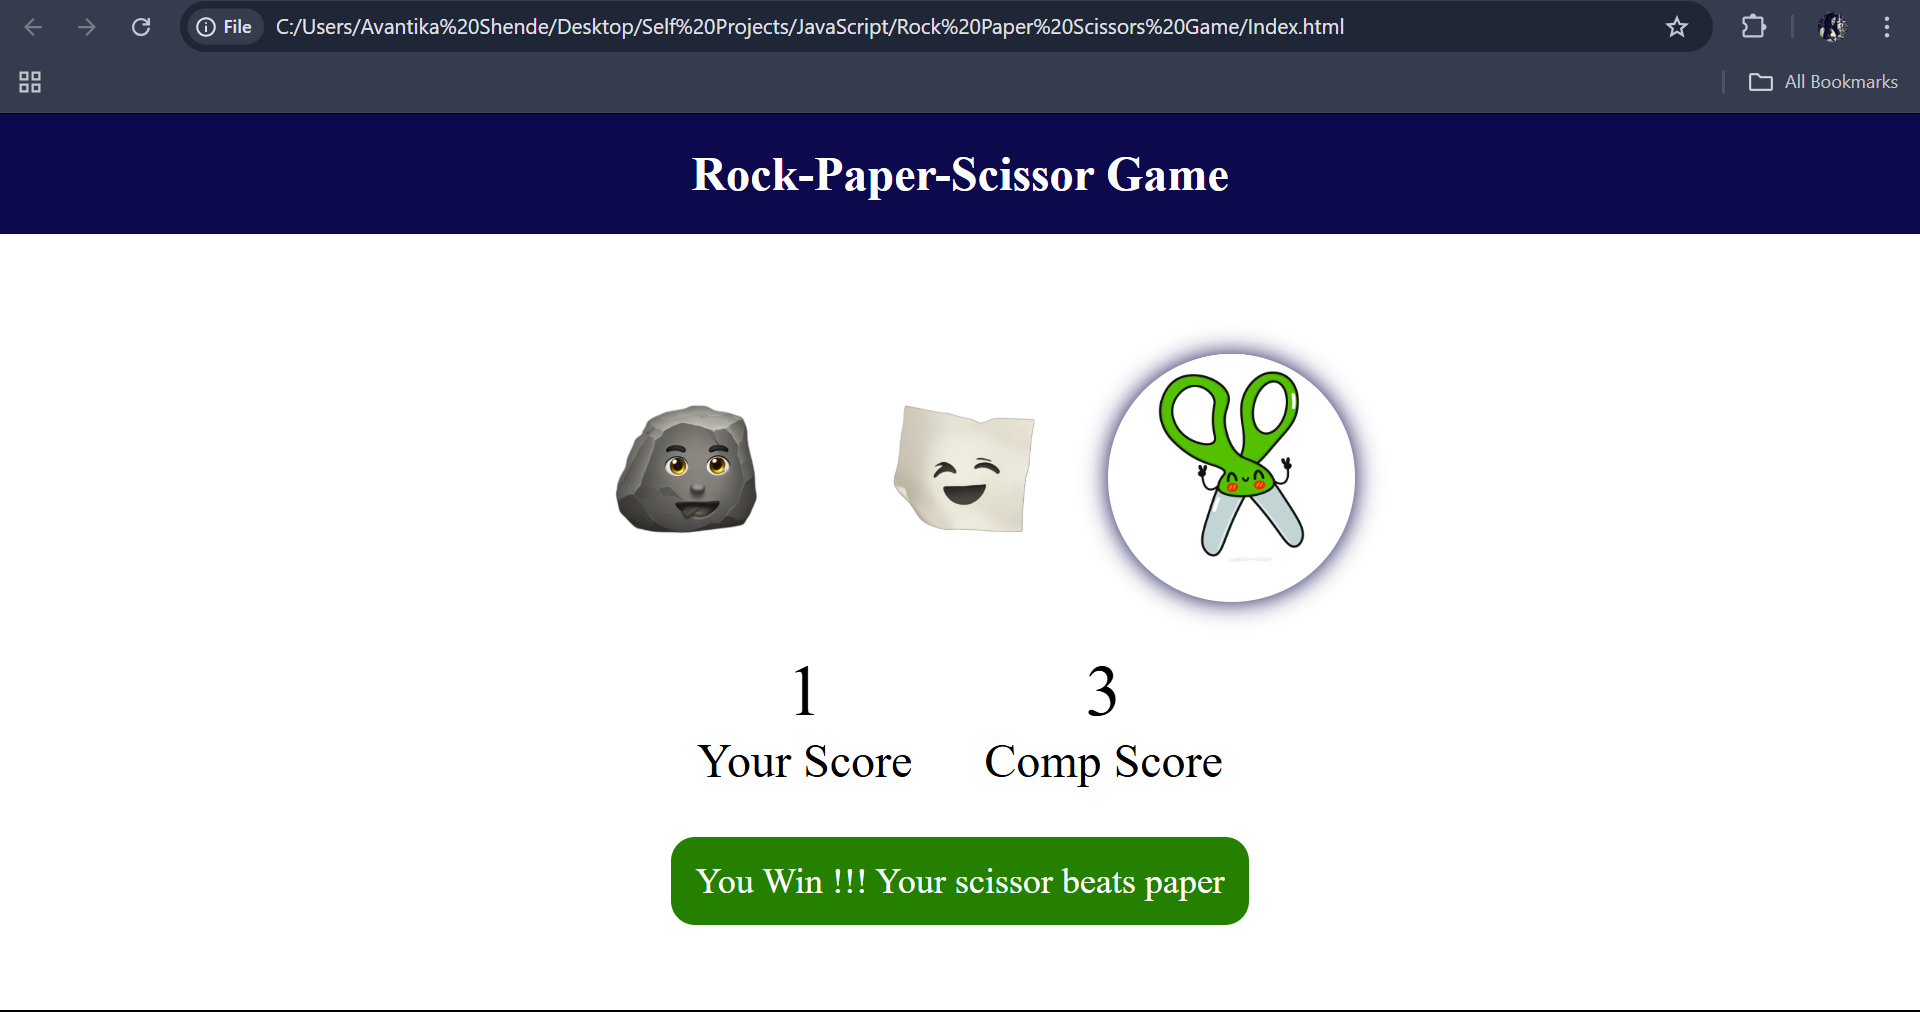 File C:/Users/Avantika%20Shende/Desktop/Self%20Projects/JavaScript/Rock%20Paper%20Scissors%20Game/Index.html
All Bookmarks
Rock-Paper-Scissor Game
1 3
Your Score Comp Score
You Win !!! Your scissor beats paper